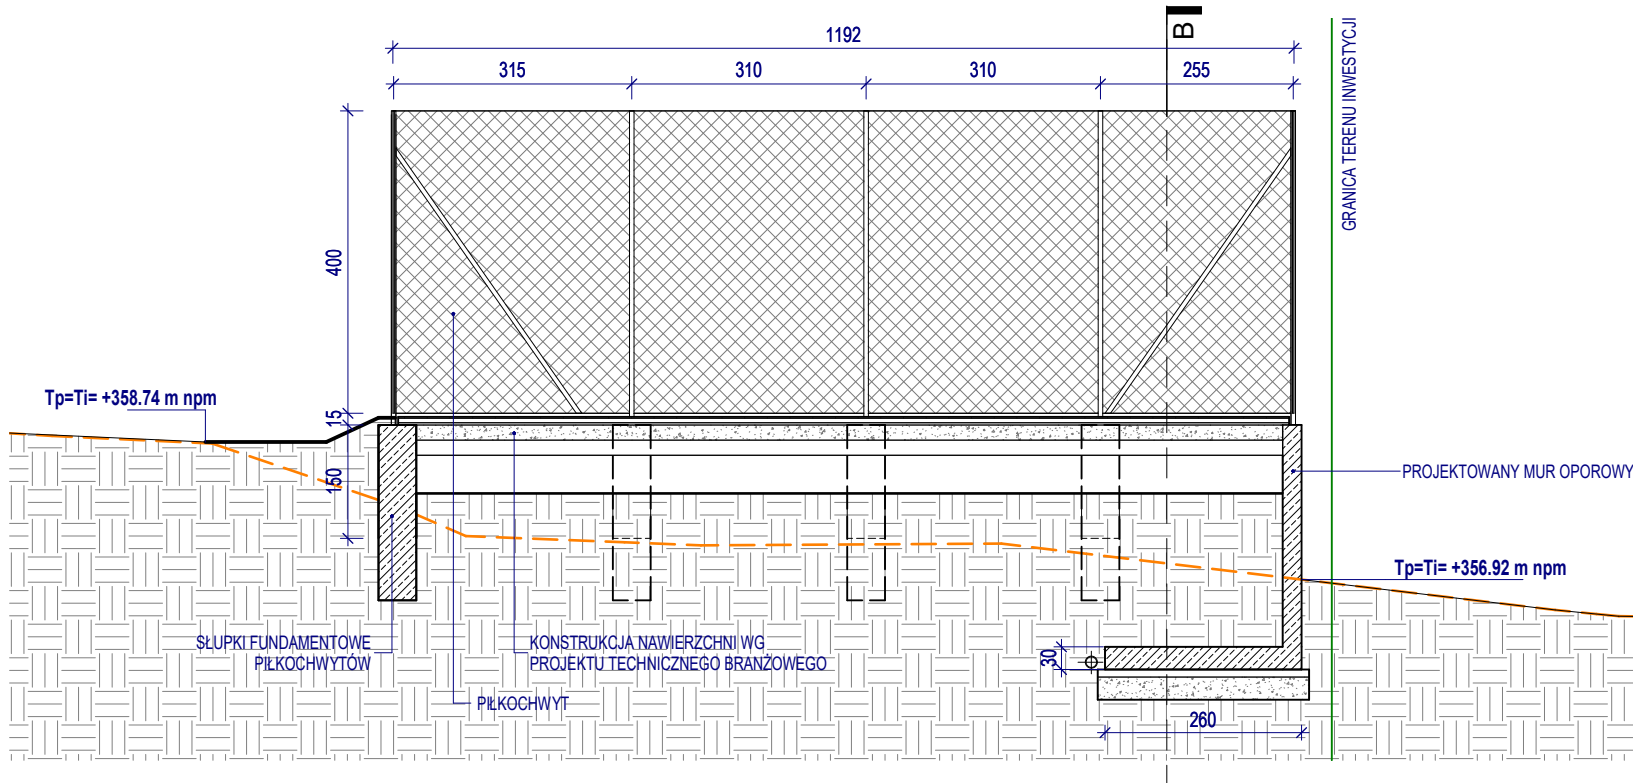 1192
B
315
310
310
255
GRANICA TERENU INWESTYCJI
400
Tp=Ti= +358.74 m npm
15
150
PROJEKTOWANY MUR OPOROWY
Tp=Ti= +356.92 m npm
SŁUPKI FUNDAMENTOWE
PIŁKOCHWYTÓW
KONSTRUKCJA NAWIERZCHNI WG
PROJEKTU TECHNICZNEGO BRANŻOWEGO
30
PIŁKOCHWYT
260